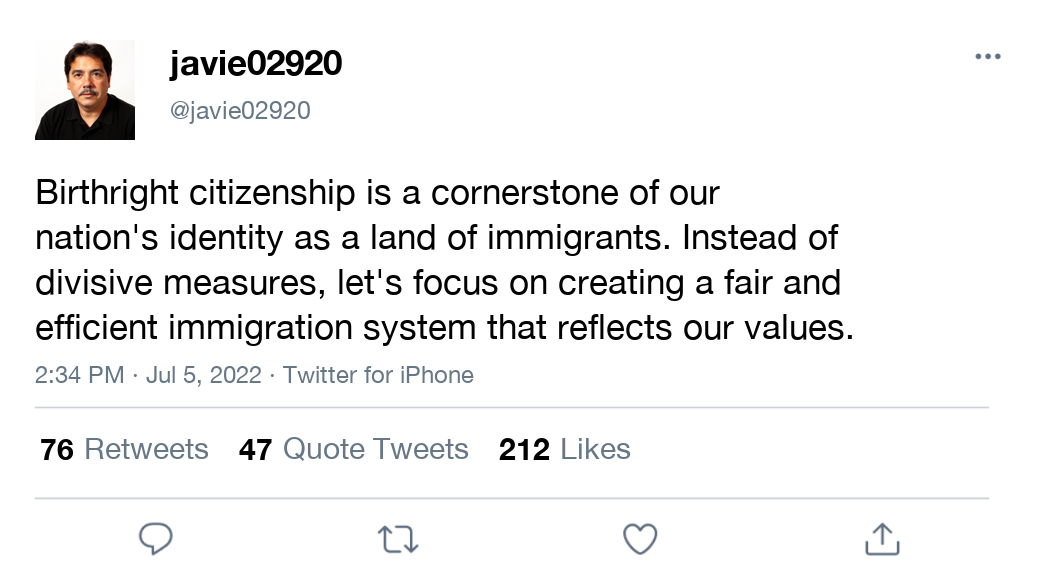 javie02920
@javie02920
Birthright citizenship is a cornerstone of our
nation's identity as a land of immigrants. Instead of
divisive measures, let's focus on creating a fair and
efficient immigration system that reflects our values.
2:34 PM · Jul 5, 2022 · Twitter for iPhone
76 Retweets 47 Quote Tweets 212 Likes